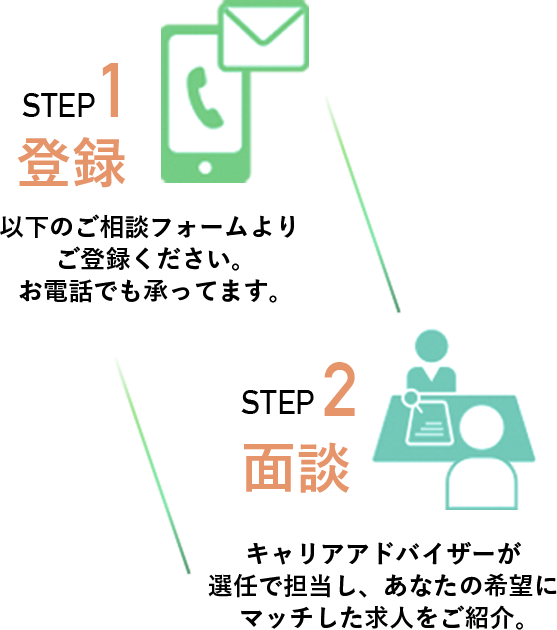 STEP 1
登録
以下のご相談フォームより
ご登録ください。
お電話でも承ってます。
STEP 2
面談
キャリアアドバイザーが
選任で担当し、あなたの希望に
マッチした求人をご紹介。